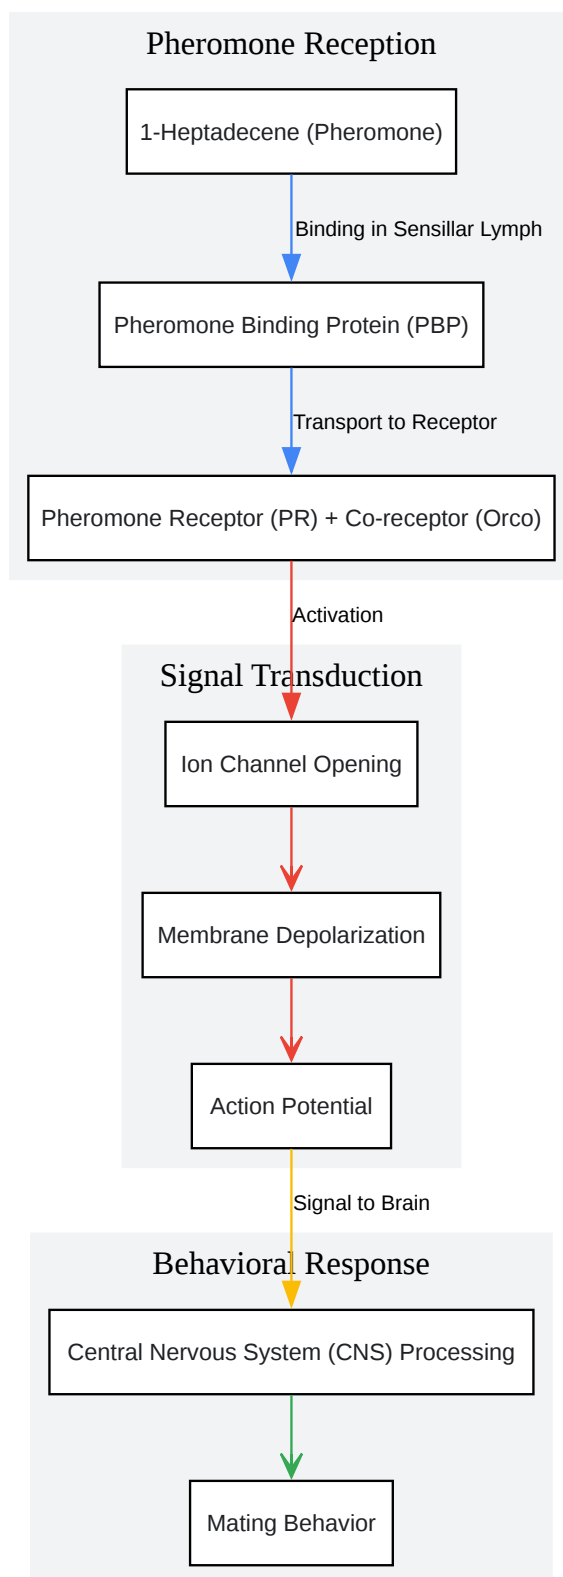 Pheromone Reception
1-Heptadecene (Pheromone)
Binding in Sensillar Lymph
Pheromone Binding Protein (PBP)
Transport to Receptor
Pheromone Receptor (PR) + Co-receptor (Orco)
Activation
Signal Transduction
Ion Channel Opening
Membrane Depolarization
Action Potential
Signal to Brain
Behavioral Response
Central Nervous System (CNS) Processing
Mating Behavior